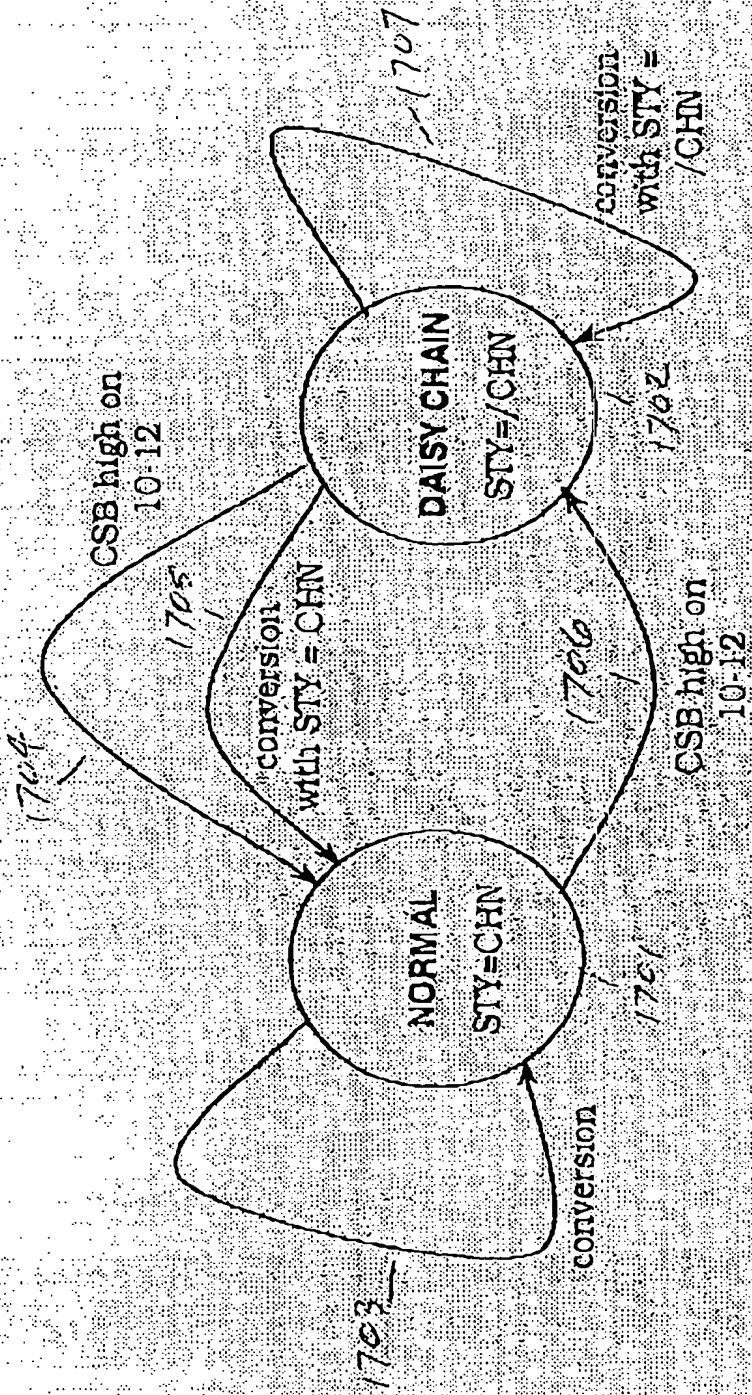 1704
CSB high on
10-12
1705
conversion
with STY = CHN
1703
NORMAL
STY=CHN
DAISY CHAIN
STY=/CHN
1707
conversion
conversion
with STY =
/CHN
1701
1706
1702
CSB high on
10-12